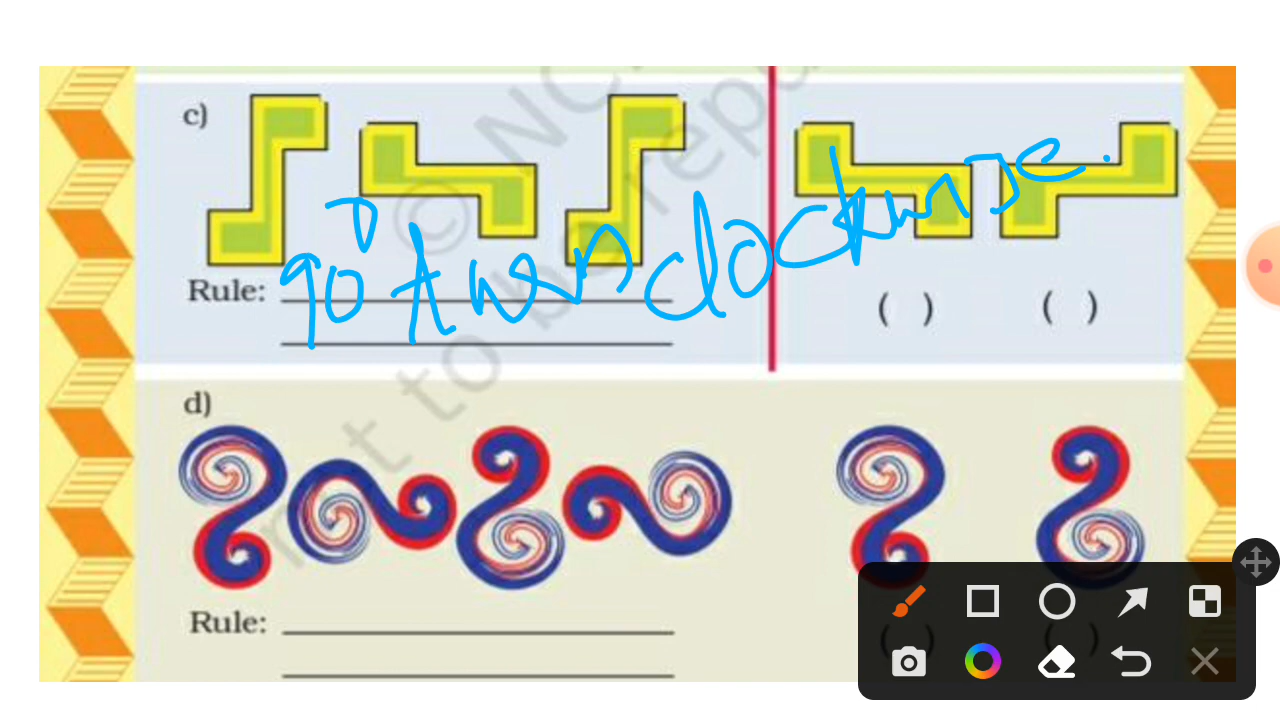 c)
90° turn clockwise.
Rule:
( ) ( )
d)
Rule:
( ) ( )